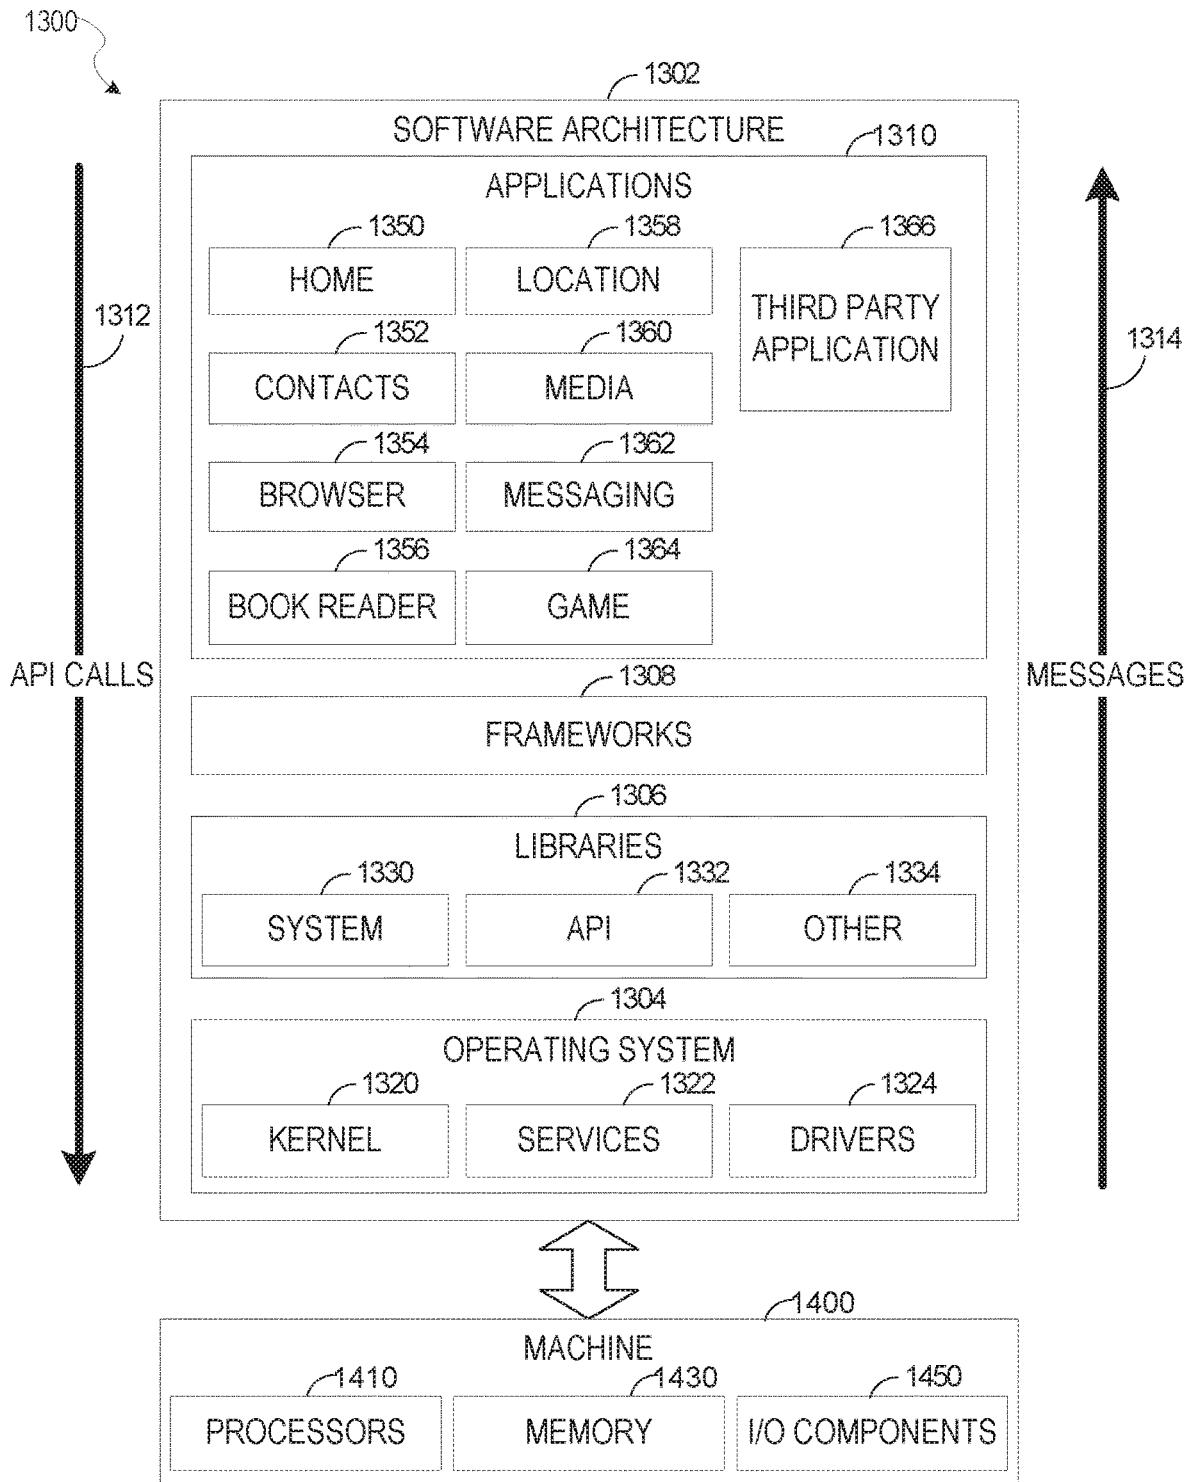 1300
1302
SOFTWARE ARCHITECTURE
1310
APPLICATIONS
1350
HOME
1358
LOCATION
1366
THIRD PARTY
APPLICATION
1312
1352
CONTACTS
1360
MEDIA
1314
1354
BROWSER
1362
MESSAGING
1356
BOOK READER
1364
GAME
API CALLS
MESSAGES
1308
FRAMEWORKS
1306
LIBRARIES
1330
SYSTEM
1332
API
1334
OTHER
1304
OPERATING SYSTEM
1320
KERNEL
1322
SERVICES
1324
DRIVERS
1400
MACHINE
1410
PROCESSORS
1430
MEMORY
1450
I/O COMPONENTS